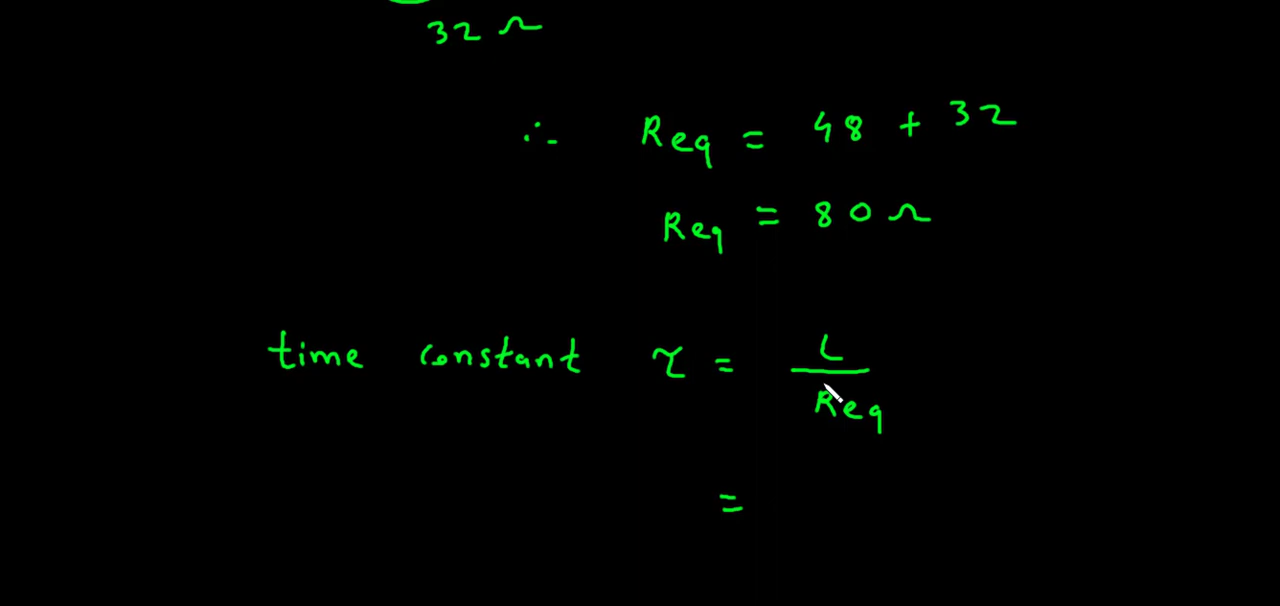 32 Ω
∴ Req = 48 + 32
Req = 80 Ω
time constant τ = L / Req
=